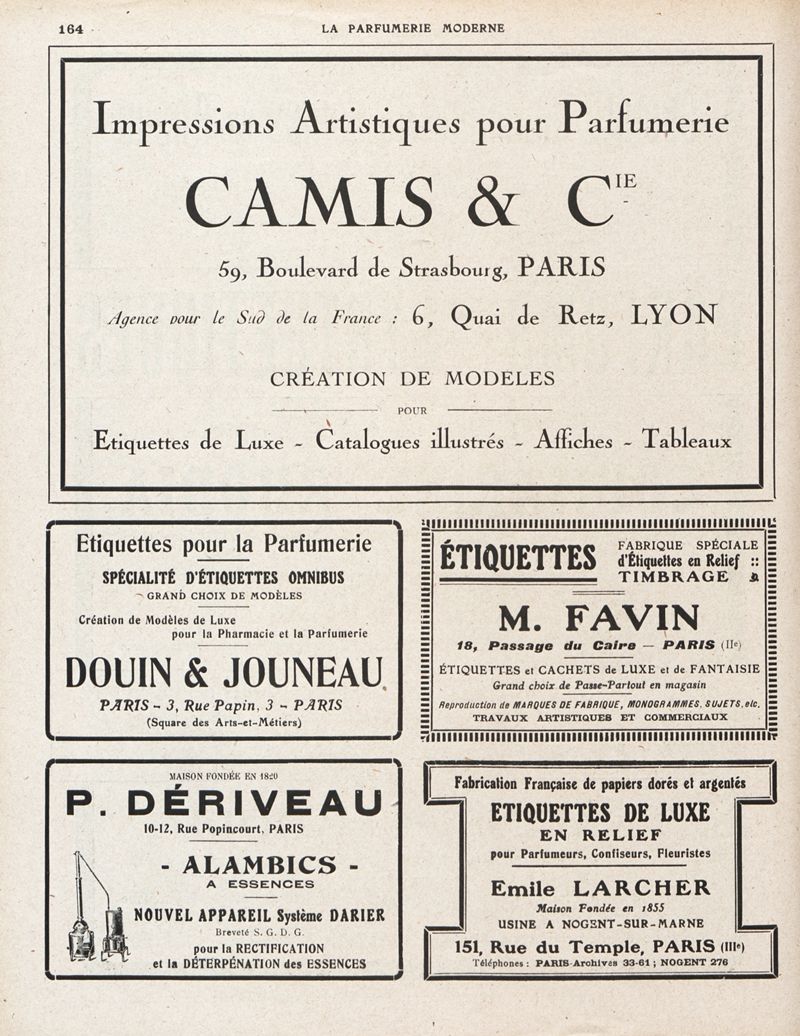 164
LA PARFUMERIE MODERNE
Impressions Artistiques pour Parfumerie
CAMIS & CIE
59, Boulevard de Strasbourg, PARIS
Agence pour le Sud de la France : 6, Quai de Retz, LYON
CRÉATION DE MODELES
POUR
Etiquettes de Luxe - Catalogues illustrés - Affiches - Tableaux
Etiquettes pour la Parfumerie
SPÉCIALITÉ D'ÉTIQUETTES OMNIBUS
GRAND CHOIX DE MODÈLES
Création de Modèles de Luxe
pour la Pharmacie et la Parfumerie
DOUIN & JOUNEAU
PARIS - 3, Rue Papin, 3 - PARIS
(Square des Arts-et-Métiers)
ÉTIQUETTES
FABRIQUE SPÉCIALE
d'Étiquettes en Relief ::
TIMBRAGE
M. FAVIN
18, Passage du Caire — PARIS (IIe)
ÉTIQUETTES et CACHETS de LUXE et de FANTAISIE
Grand choix de Passe-Partout en magasin
Reproduction de MARQUES DE FABRIQUE, MONOGRAMMES, SUJETS, etc.
TRAVAUX ARTISTIQUES ET COMMERCIAUX
MAISON FONDÉE EN 1820
P. DÉRIVEAU
10-12, Rue Popincourt, PARIS
- ALAMBICS -
A ESSENCES
NOUVEL APPAREIL Système DARIER
Breveté S. G. D. G.
pour la RECTIFICATION
et la DÉTERPÉNATION des ESSENCES
Fabrication Française de papiers dorés et argentés
ETIQUETTES DE LUXE
EN RELIEF
pour Parfumeurs, Confiseurs, Fleuristes
Emile LARCHER
Maison Fondée en 1855
USINE A NOGENT-SUR-MARNE
151, Rue du Temple, PARIS (IIIe)
Téléphones : PARIS-Archives 33-61 ; NOGENT 276